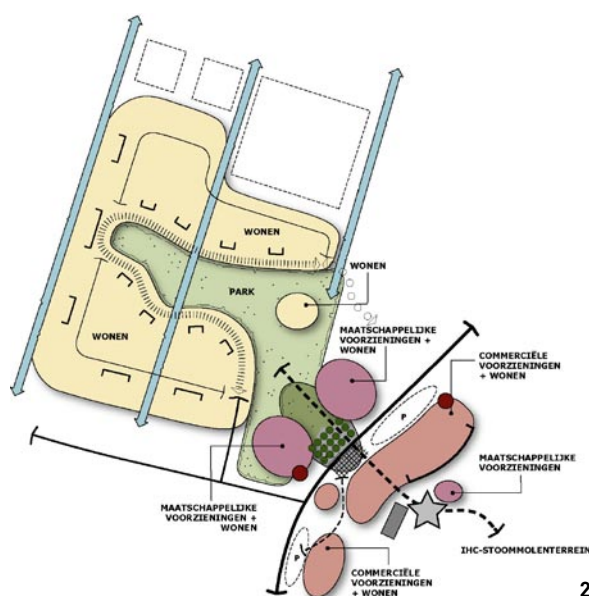 WONEN
WONEN
PARK
MAATSCHAPPELIJKE
VOORZIENINGEN +
WONEN
COMMERCIËLE
VOORZIENINGEN
+ WONEN
WONEN
P
MAATSCHAPPELIJKE
VOORZIENINGEN
MAATSCHAPPELIJKE
VOORZIENINGEN +
WONEN
IHC-STOOMMOLENTERREIN
P
COMMERCIËLE
VOORZIENINGEN
+ WONEN
2